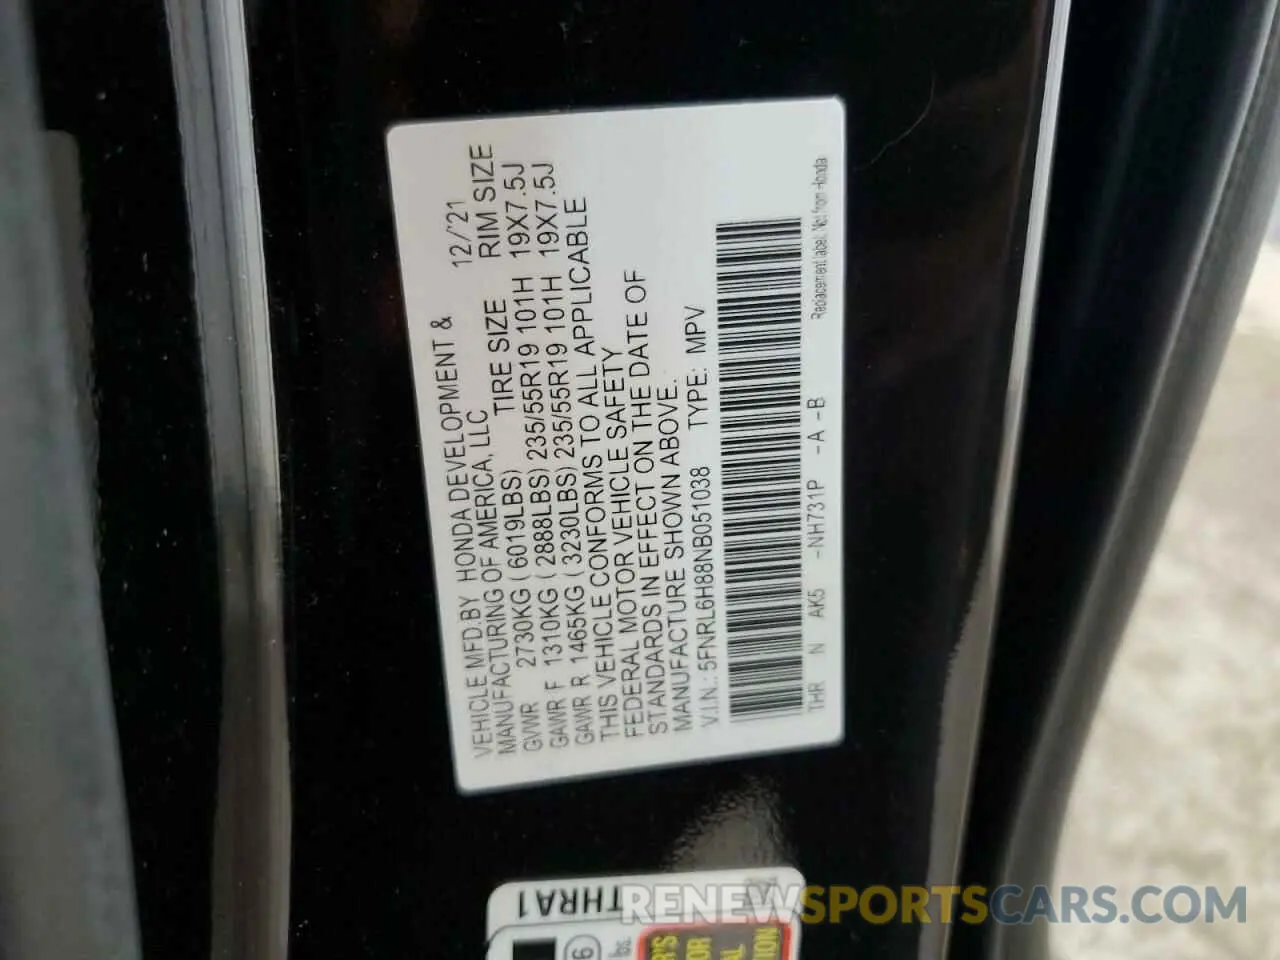 VEHICLE MFD.BY HONDA DEVELOPMENT &
MANUFACTURING OF AMERICA, LLC 12/'21
TIRE SIZE RIM SIZE
GVWR 2730KG ( 6019LBS)
GAWR F 1310KG ( 2888LBS) 235/55R19 101H 19X7.5J
GAWR R 1465KG ( 3230LBS) 235/55R19 101H 19X7.5J
THIS VEHICLE CONFORMS TO ALL APPLICABLE
FEDERAL MOTOR VEHICLE SAFETY
STANDARDS IN EFFECT ON THE DATE OF
MANUFACTURE SHOWN ABOVE.
V.I.N.: 5FNRL6H88NB051038 TYPE: MPV
THR N AK5 -NH731P -A -B
Replacement label. Not from Honda
THRA1
6
lbs.
RENEWSPORTSCARS.COM